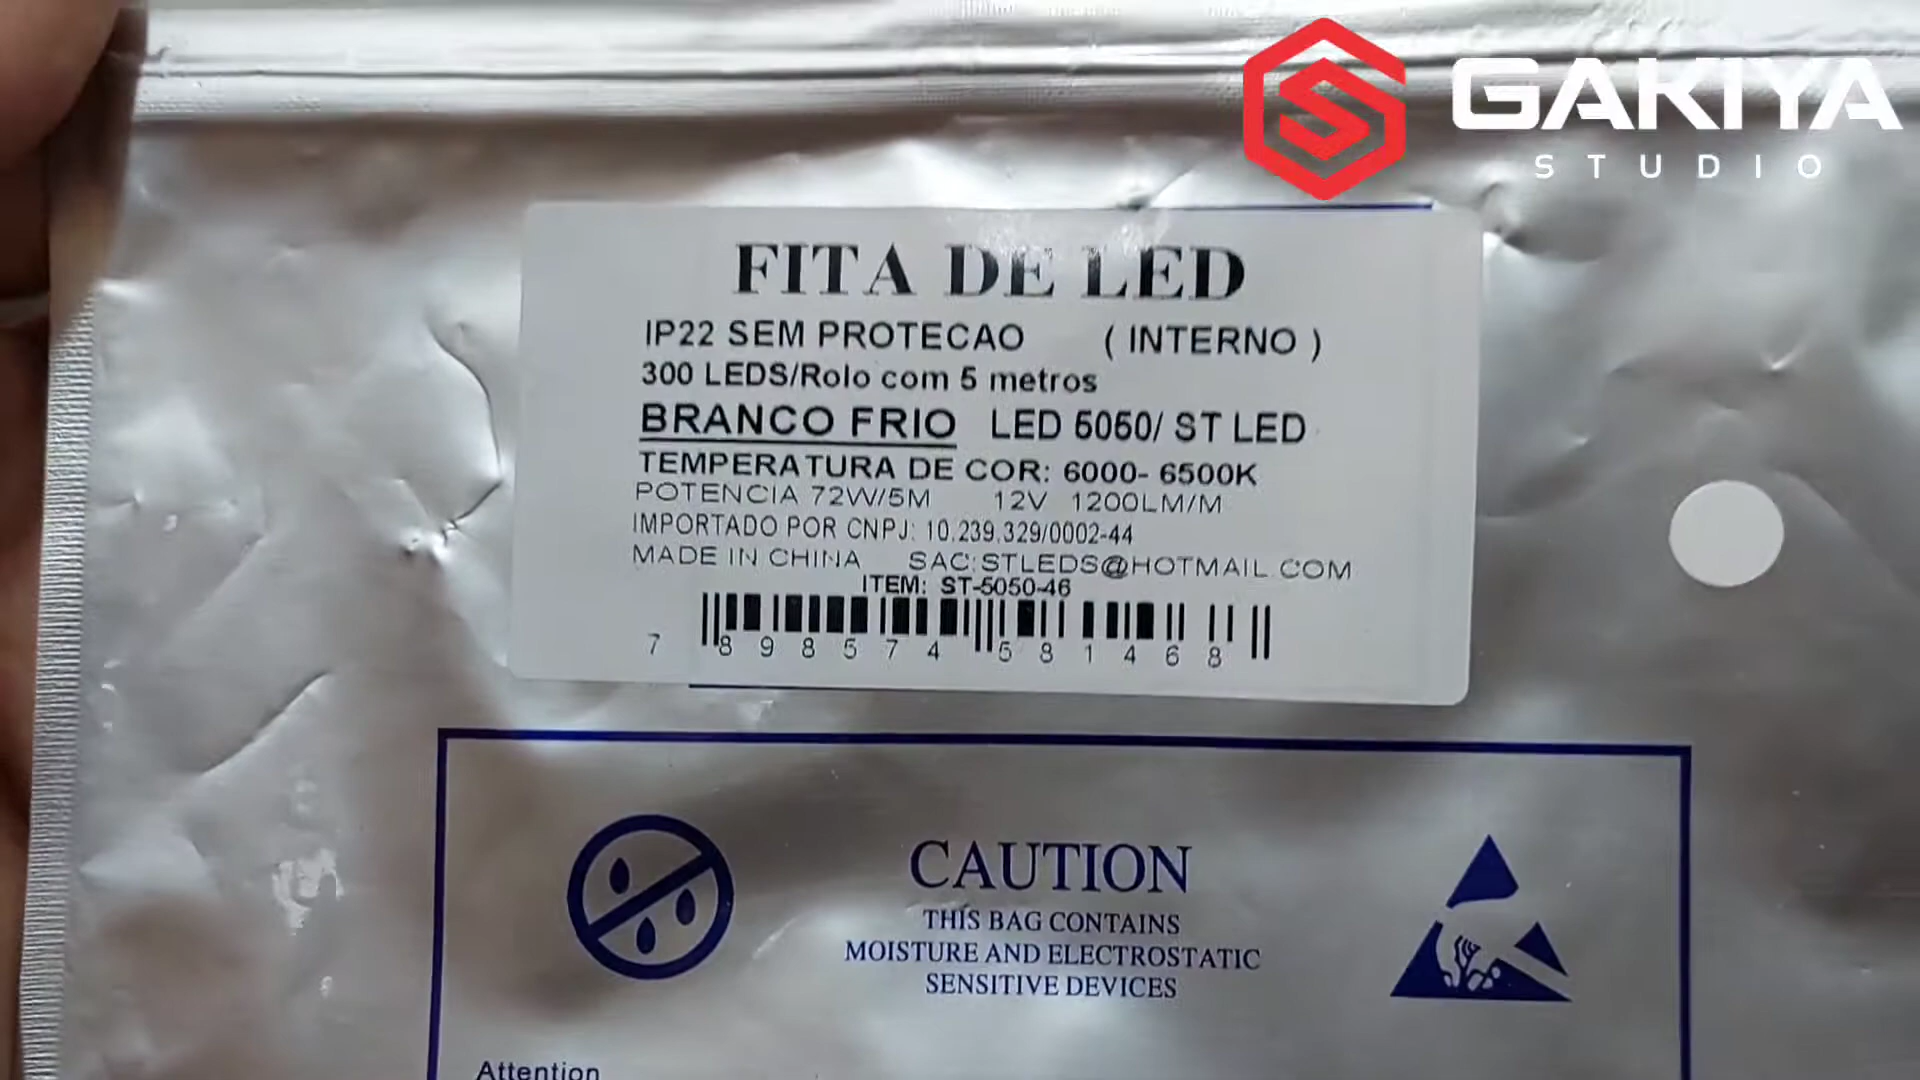 GAKIYA
STUDIO
FITA DE LED
IP22 SEM PROTECAO ( INTERNO )
300 LEDS/Rolo com 5 metros
BRANCO FRIO LED 5050/ ST LED
TEMPERATURA DE COR: 6000- 6500K
POTENCIA 72W/5M 12V 1200LM/M
IMPORTADO POR CNPJ: 10.239.329/0002-44
MADE IN CHINA SAC:STLEDS@HOTMAIL.COM
ITEM: ST-5050-46
7 898574 581468
CAUTION
THIS BAG CONTAINS
MOISTURE AND ELECTROSTATIC
SENSITIVE DEVICES
Attention